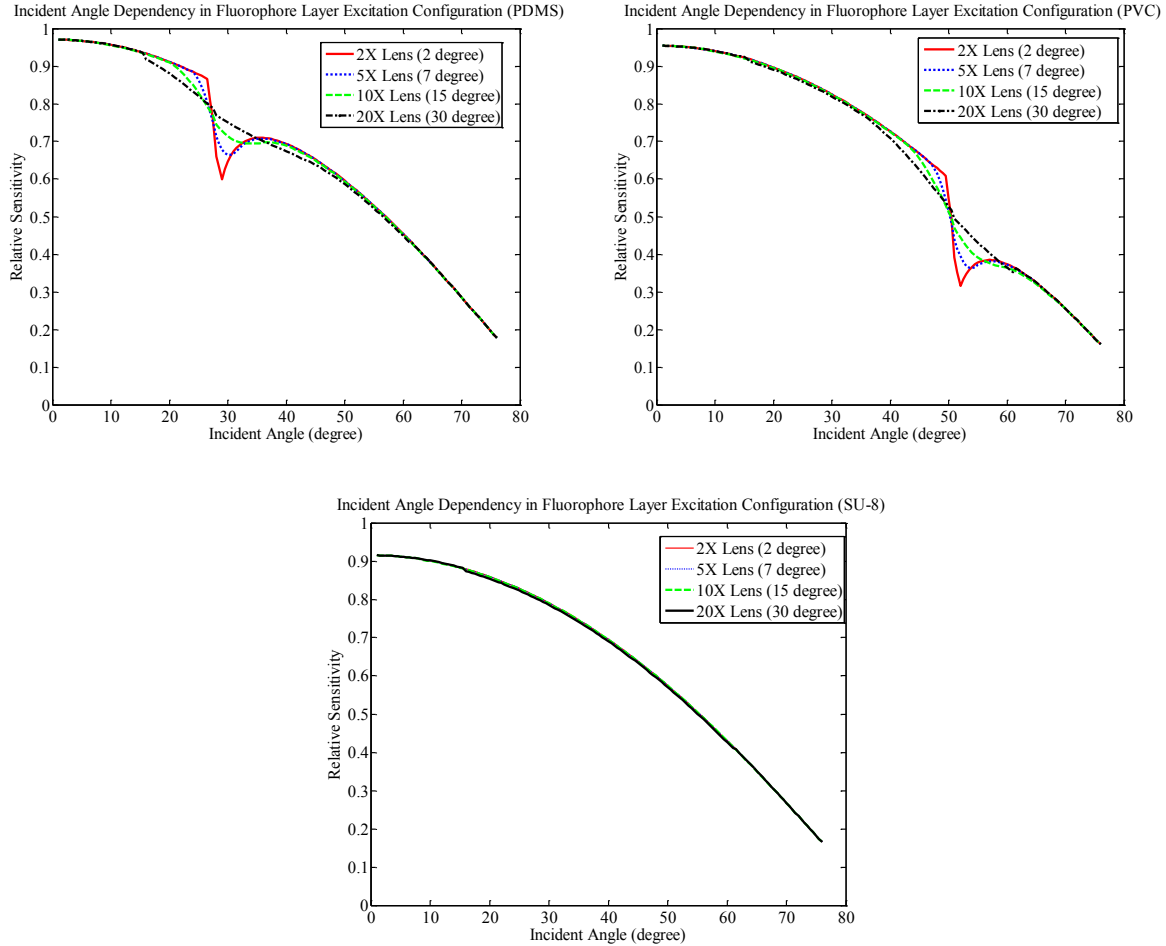 Incident Angle Dependency in Fluorophore Layer Excitation Configuration (PDMS)
1
0.9
0.8
0.7
0.6
0.5
0.4
0.3
0.2
0.1
0
Relative Sensitivity
2X Lens (2 degree)
5X Lens (7 degree)
10X Lens (15 degree)
20X Lens (30 degree)
0 10 20 30 40 50 60 70 80
Incident Angle (degree)
Incident Angle Dependency in Fluorophore Layer Excitation Configuration (PVC)
1
0.9
0.8
0.7
0.6
0.5
0.4
0.3
0.2
0.1
0
Relative Sensitivity
2X Lens (2 degree)
5X Lens (7 degree)
10X Lens (15 degree)
20X Lens (30 degree)
0 10 20 30 40 50 60 70 80
Incident Angle (degree)
Incident Angle Dependency in Fluorophore Layer Excitation Configuration (SU-8)
1
0.9
0.8
0.7
0.6
0.5
0.4
0.3
0.2
0.1
0
Relative Sensitivity
2X Lens (2 degree)
5X Lens (7 degree)
10X Lens (15 degree)
20X Lens (30 degree)
0 10 20 30 40 50 60 70 80
Incident Angle (degree)